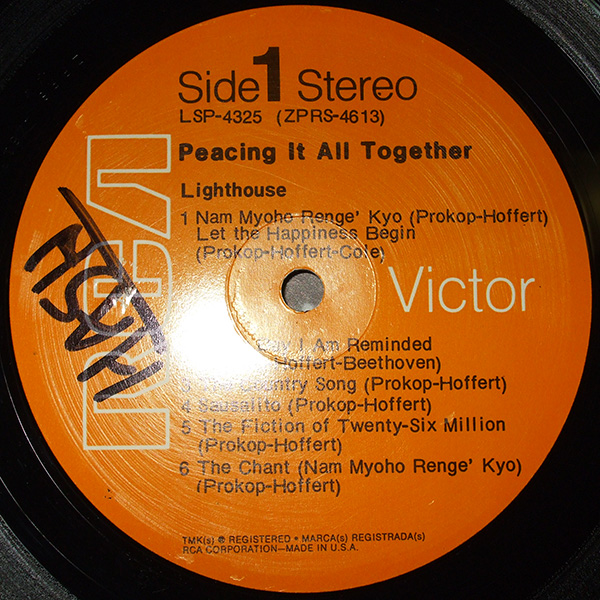 Side 1 Stereo
LSP-4325 (ZPRS-4613)
Peacing It All Together
Lighthouse
1 Nam Myoho Renge' Kyo (Prokop-Hoffert)
Let the Happiness Begin
(Prokop-Hoffert-Cole)
RCA Victor
I Am Reminded
Hoffert-Beethoven)
Country Song (Prokop-Hoffert)
4 Sausalito (Prokop-Hoffert)
5 The Fiction of Twenty-Six Million
(Prokop-Hoffert)
6 The Chant (Nam Myoho Renge' Kyo)
(Prokop-Hoffert)
TMK(s) ® REGISTERED • MARCA(s) REGISTRADA(s)
RCA CORPORATION—MADE IN U.S.A.